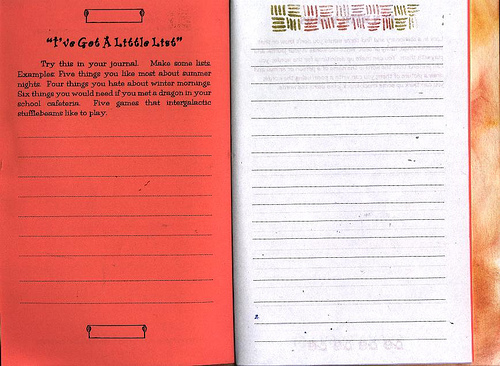 "I've Got A Little List"
Try this in your journal. Make some lists.
Examples: Five things you like most about summer
nights. Four things you hate about winter mornings.
Six things you would need if you met a dragon in your
school cafeteria. Five games that intergalactic
stufflebeams like to play.